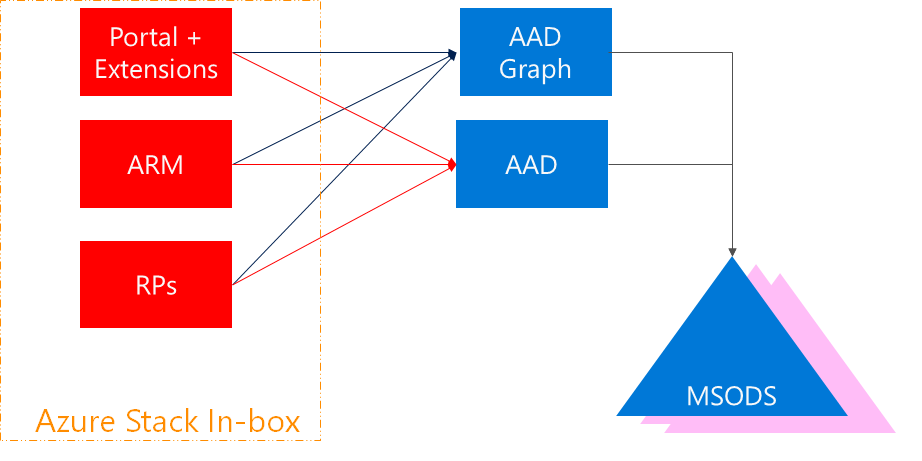 Portal +
Extensions
AAD
Graph
ARM
AAD
RPs
MSODS
Azure Stack In-box